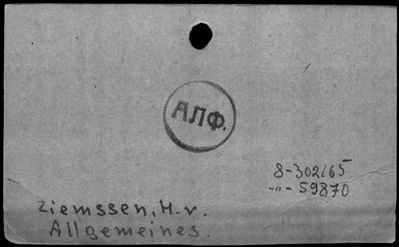 АЛФ.
8-302165
-„- 59870
Ziemssen, H. v.
Allgemeines.